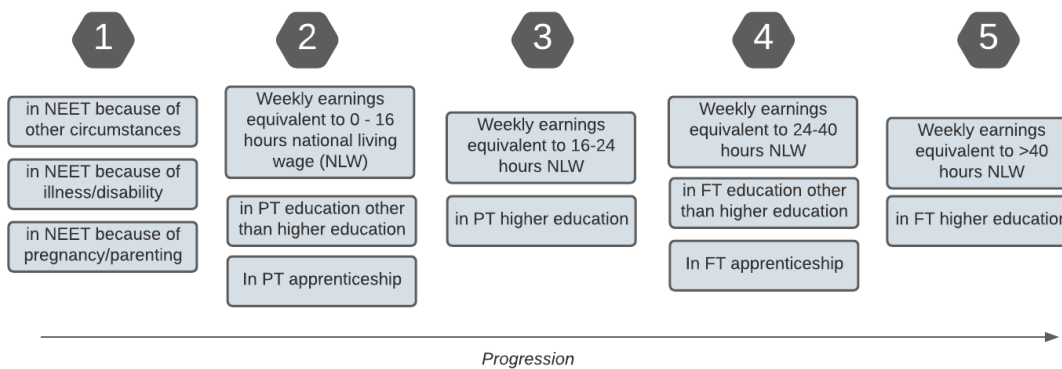 1
2
3
4
5
in NEET because of
other circumstances
in NEET because of
illness/disability
in NEET because of
pregnancy/parenting
Weekly earnings
equivalent to 0 - 16
hours national living
wage (NLW)
in PT education other
than higher education
In PT apprenticeship
Weekly earnings
equivalent to 16-24
hours NLW
in PT higher education
Weekly earnings
equivalent to 24-40
hours NLW
in FT education other
than higher education
In FT apprenticeship
Weekly earnings
equivalent to >40
hours NLW
in FT higher education
Progression